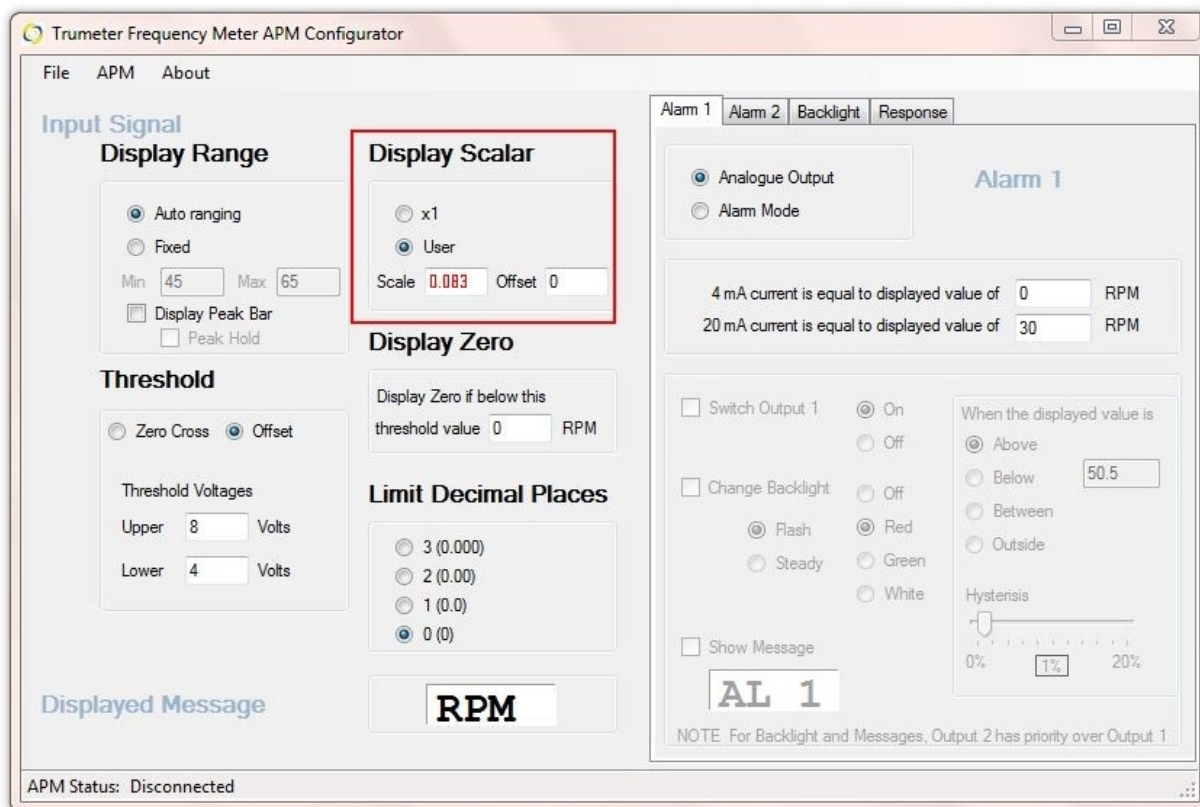 Trumeter Frequency Meter APM Configurator
File APM About
Input Signal
Display Range
Auto ranging
Fixed
Min 45 Max 65
Display Peak Bar
Peak Hold
Threshold
Zero Cross Offset
Threshold Voltages
Upper 8 Volts
Lower 4 Volts
Display Scalar
x1
User
Scale 0.083 Offset 0
Display Zero
Display Zero if below this
threshold value 0 RPM
Limit Decimal Places
3 (0.000)
2 (0.00)
1 (0.0)
0 (0)
Displayed Message
RPM
Alarm 1 Alarm 2 Backlight Response
Analogue Output
Alarm Mode
Alarm 1
4 mA current is equal to displayed value of 0 RPM
20 mA current is equal to displayed value of 30 RPM
Switch Output 1 On
Off
Change Backlight Off
Flash Red
Steady Green
White
When the displayed value is
Above
Below 50.5
Between
Outside
Hysterisis
0% 1% 20%
Show Message
AL 1
NOTE For Backlight and Messages, Output 2 has priority over Output 1
APM Status: Disconnected